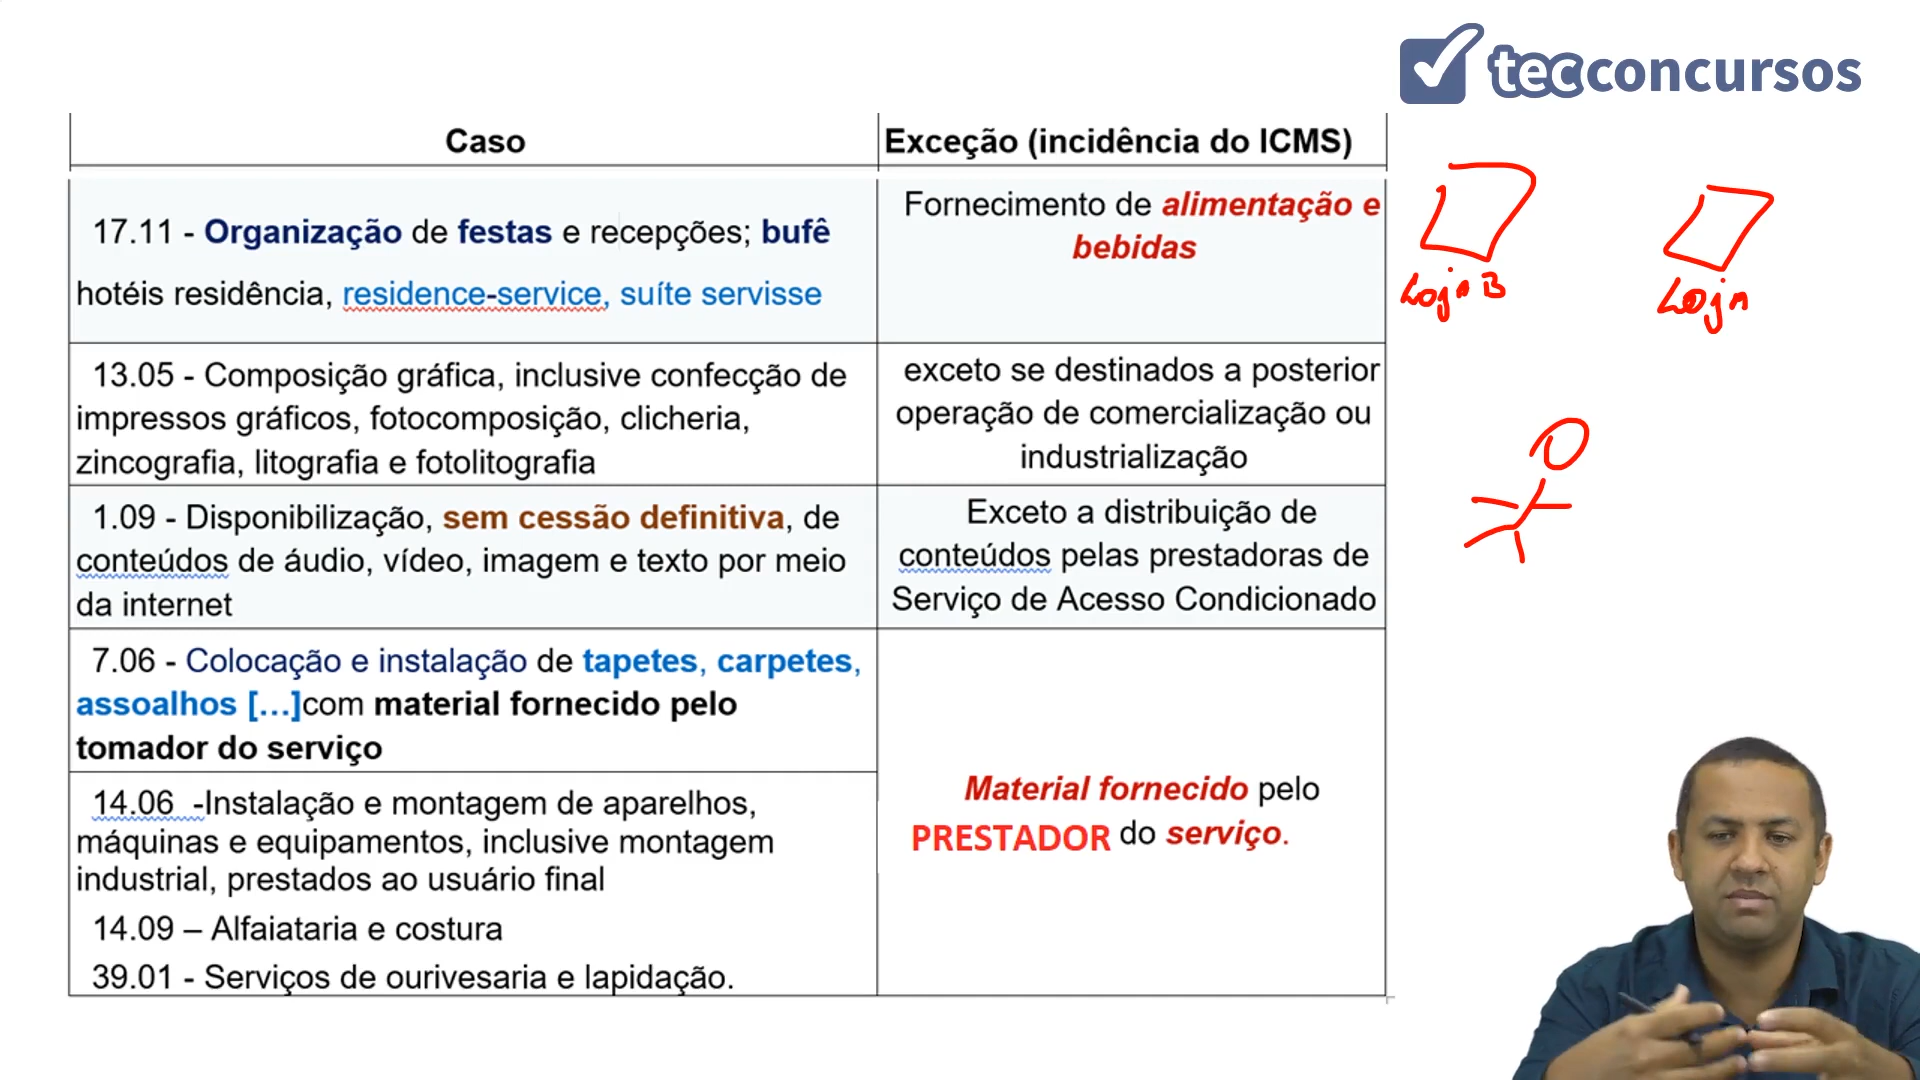 tecconcursos
Caso
Exceção (incidência do ICMS)
17.11 - Organização de festas e recepções; bufê
hotéis residência, residence-service, suíte servisse
Fornecimento de alimentação e
bebidas
13.05 - Composição gráfica, inclusive confecção de
impressos gráficos, fotocomposição, clicheria,
zincografia, litografia e fotolitografia
exceto se destinados a posterior
operação de comercialização ou
industrialização
1.09 - Disponibilização, sem cessão definitiva, de
conteúdos de áudio, vídeo, imagem e texto por meio
da internet
Exceto a distribuição de
conteúdos pelas prestadoras de
Serviço de Acesso Condicionado
7.06 - Colocação e instalação de tapetes, carpetes,
assoalhos [...]com material fornecido pelo
tomador do serviço
14.06 -Instalação e montagem de aparelhos,
máquinas e equipamentos, inclusive montagem
industrial, prestados ao usuário final
14.09 – Alfaiataria e costura
39.01 - Serviços de ourivesaria e lapidação.
Material fornecido pelo
PRESTADOR do serviço.
Loja B
Loja